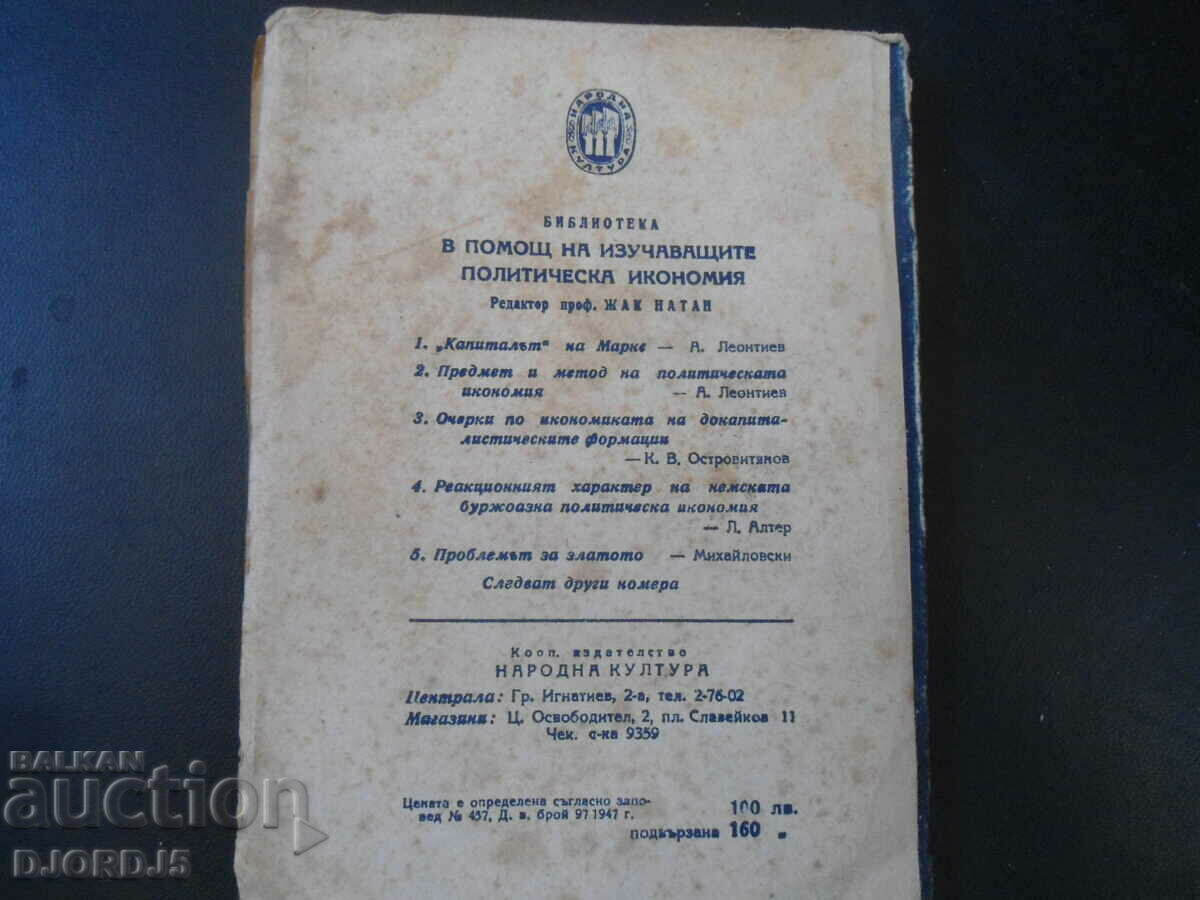 НАРОДНА КУЛТУРА
БИБЛИОТЕКА
В ПОМОЩ НА ИЗУЧАВАЩИТЕ
ПОЛИТИЧЕСКА ИКОНОМИЯ
Редактор проф. ЖАК НАТАН
1. „Капиталът“ на Маркс — А. Леонтиев
2. Предмет и метод на политическата
икономия — А. Леонтиев
3. Очерки по икономиката на докапита-
листическите формации
— К. В. Островитянов
4. Реакционният характер на немската
буржоазна политическа икономия
— Л. Алтер
5. Проблемът за златото — Михайловски
Следват други номера
Кооп. издателство
НАРОДНА КУЛТУРА
Централа: Гр. Игнатиев, 2-а, тел. 2-76-02
Магазини: Ц. Освободител, 2, пл. Славейков 11
Чек. с-ка 9359
Цената е определена съгласно запо-
вед № 457, Д. в. брой 97 1947 г.
100 лв.
подвързана 160 „
BALKAN
auction
DJORDJ5